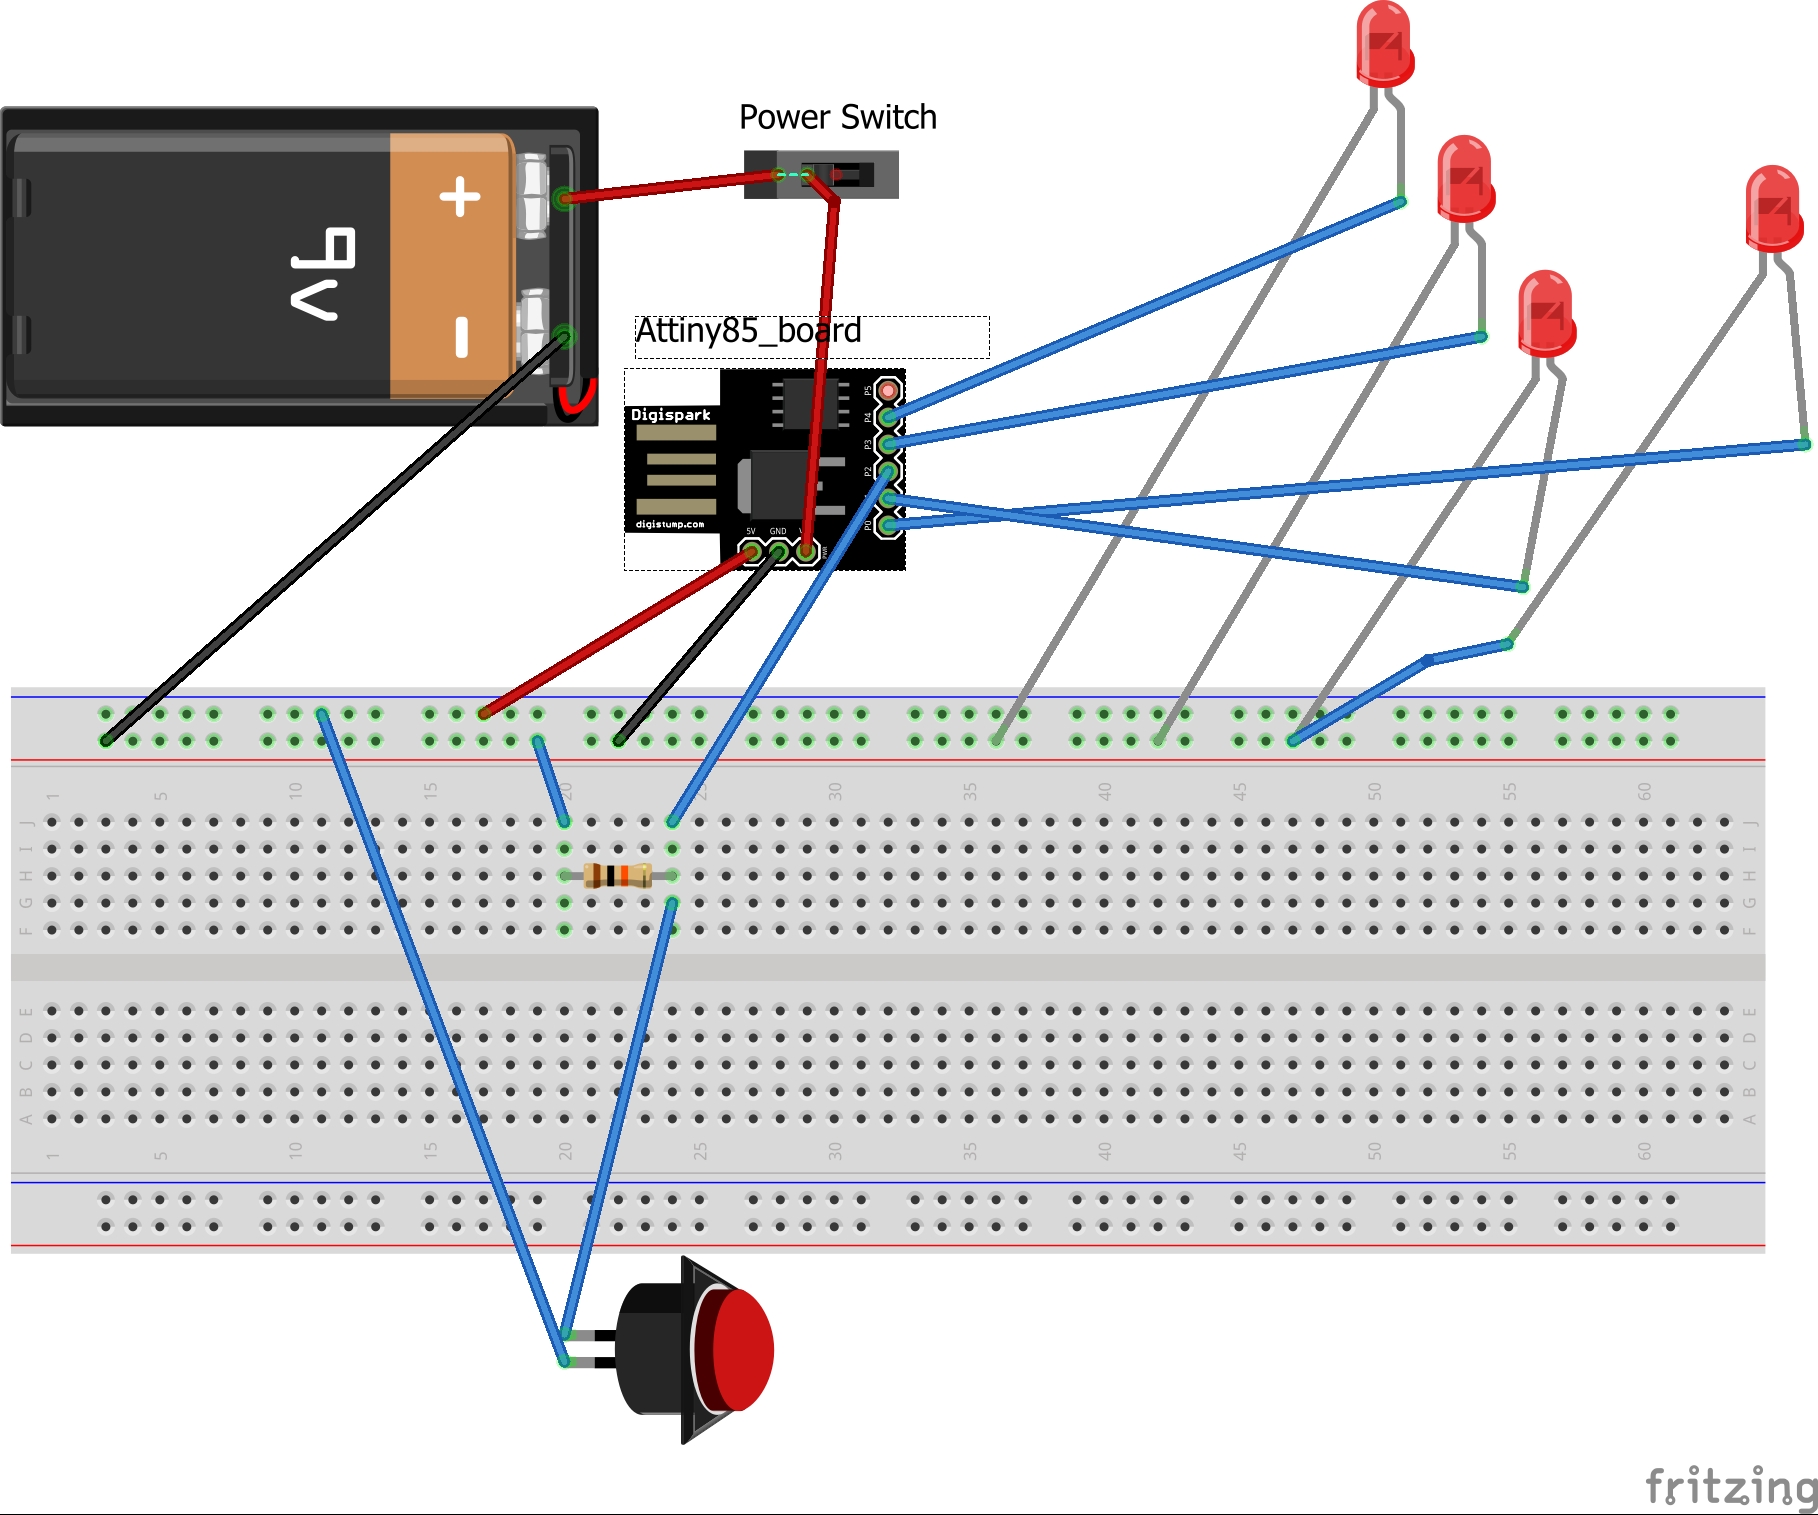 Power Switch
+
9v
-
Attiny85_board
Digispark
digistump.com
P5
P4
P3
P2
P0
5V GND
PWR
1 5 10 15 20 25 30 35 40 45 50 55 60
J J
I I
H H
G G
F F
E E
D D
C C
B B
A A
1 5 10 15 20 25 30 35 40 45 50 55 60
fritzing